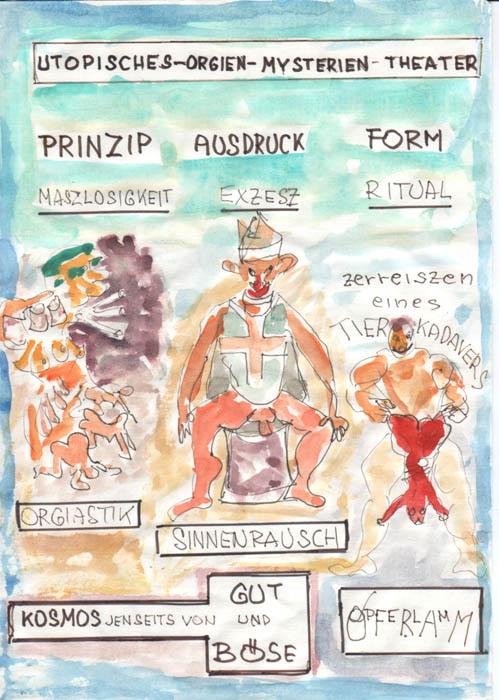 UTOPISCHES-ORGIEN-MYSTERIEN-THEATER
PRINZIP AUSDRUCK FORM
MASZLOSIGKEIT EXZESZ RITUAL
zerreiszen
eines
TIERKADAVERS
ORGIASTIK
SINNENRAUSCH
KOSMOS JENSEITS VON GUT UND BÖSE
OPFERLAMM